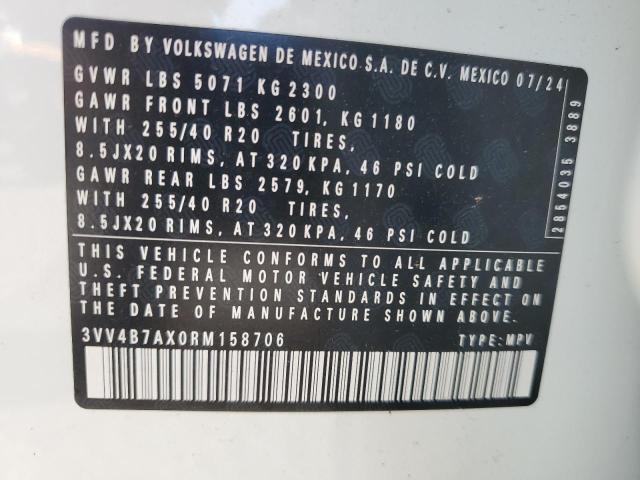 MFD BY VOLKSWAGEN DE MEXICO S.A. DE C.V. MEXICO 07/24
GVWR LBS 5071 KG 2300
GAWR FRONT LBS 2601, KG 1180
WITH 255/40 R20 TIRES,
8.5JX20 RIMS, AT 320 KPA, 46 PSI COLD
GAWR REAR LBS 2579, KG 1170
WITH 255/40 R20 TIRES,
8.5JX20 RIMS, AT 320 KPA, 46 PSI COLD
2854035 3889
THIS VEHICLE CONFORMS TO ALL APPLICABLE
U.S. FEDERAL MOTOR VEHICLE SAFETY AND
THEFT PREVENTION STANDARDS IN EFFECT ON
THE DATE OF MANUFACTURE SHOWN ABOVE
3VV4B7AX0RM158706 TYPE:MPV